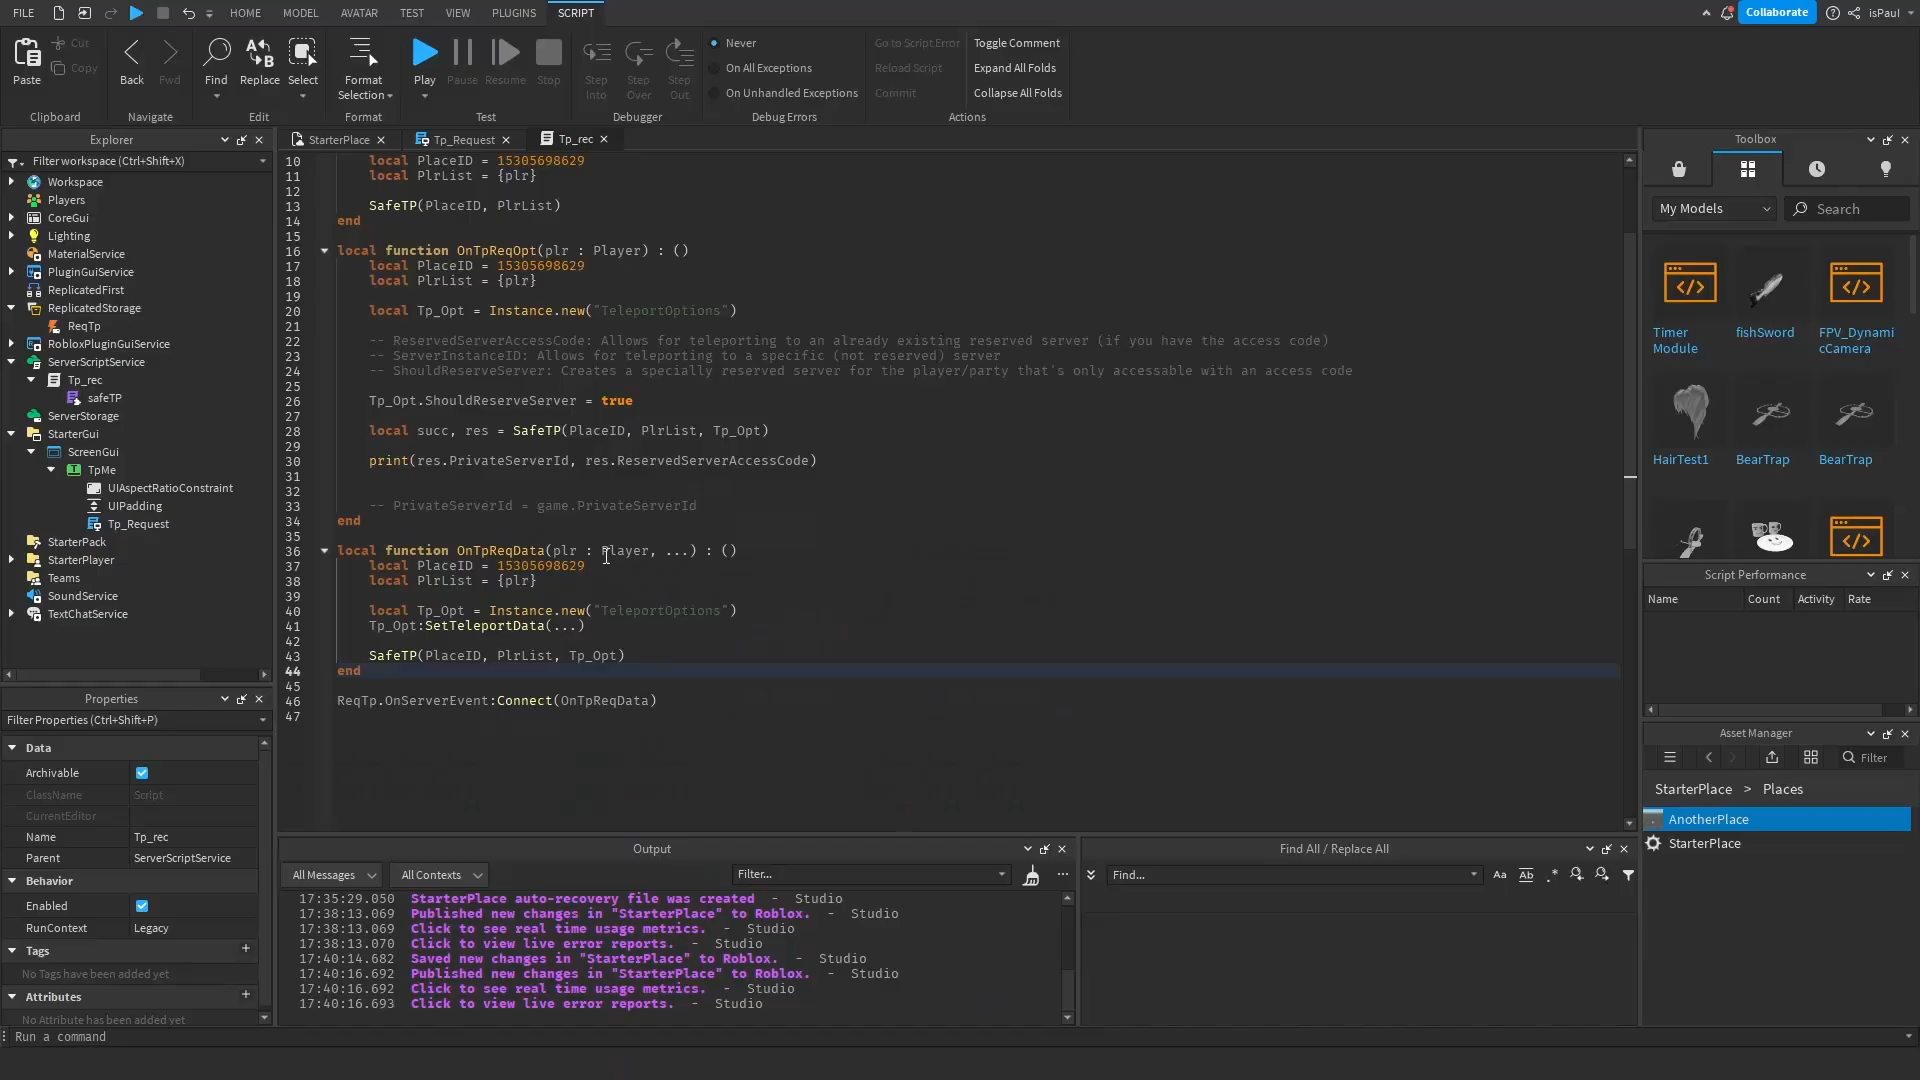 FILE HOME MODEL AVATAR TEST VIEW PLUGINS SCRIPT Collaborate isPaul
Paste Cut Copy Clipboard
Back Fwd Navigate
Find Replace Select Edit
Format Selection Format
Play Pause Resume Stop Test
Step Into Step Over Step Out Debugger
Never
On All Exceptions
On Unhandled Exceptions
Debug Errors
Go to Script Error
Reload Script
Commit
Toggle Comment
Expand All Folds
Collapse All Folds
Actions
Explorer
Filter workspace (Ctrl+Shift+X)
Workspace
Players
CoreGui
Lighting
MaterialService
PluginGuiService
ReplicatedFirst
ReplicatedStorage
ReqTp
RobloxPluginGuiService
ServerScriptService
Tp_rec
safeTP
ServerStorage
StarterGui
ScreenGui
TpMe
UIAspectRatioConstraint
UIPadding
Tp_Request
StarterPack
StarterPlayer
Teams
SoundService
TextChatService
Properties
Filter Properties (Ctrl+Shift+P)
Data
Archivable
ClassName Script
CurrentEditor
Name Tp_rec
Parent ServerScriptService
Behavior
Enabled
RunContext Legacy
Tags +
No Tags have been added yet
Attributes +
No Attribute has been added yet
StarterPlace Tp_Request Tp_rec
10 local PlaceID = 15305698629
11 local PlrList = {plr}
12
13 SafeTP(PlaceID, PlrList)
14 end
15
16 local function OnTpReqOpt(plr : Player) : ()
17 local PlaceID = 15305698629
18 local PlrList = {plr}
19
20 local Tp_Opt = Instance.new("TeleportOptions")
21
22 -- ReservedServerAccessCode: Allows for teleporting to an already existing reserved server (if you have the access code)
23 -- ServerInstanceID: Allows for teleporting to a specific (not reserved) server
24 -- ShouldReserveServer: Creates a specially reserved server for the player/party that's only accessable with an access code
25
26 Tp_Opt.ShouldReserveServer = true
27
28 local succ, res = SafeTP(PlaceID, PlrList, Tp_Opt)
29
30 print(res.PrivateServerId, res.ReservedServerAccessCode)
31
32
33 -- PrivateServerId = game.PrivateServerId
34 end
35
36 local function OnTpReqData(plr : Player, ...) : ()
37 local PlaceID = 15305698629
38 local PlrList = {plr}
39
40 local Tp_Opt = Instance.new("TeleportOptions")
41 Tp_Opt:SetTeleportData(...)
42
43 SafeTP(PlaceID, PlrList, Tp_Opt)
44 end
45
46 ReqTp.OnServerEvent:Connect(OnTpReqData)
47
Output
All Messages All Contexts Filter... ...
17:35:29.050 StarterPlace auto-recovery file was created - Studio
17:38:13.069 Published new changes in "StarterPlace" to Roblox. - Studio
17:38:13.069 Click to see real time usage metrics. - Studio
17:38:13.070 Click to view live error reports. - Studio
17:40:14.682 Saved new changes in "StarterPlace" to Roblox. - Studio
17:40:16.692 Published new changes in "StarterPlace" to Roblox. - Studio
17:40:16.692 Click to see real time usage metrics. - Studio
17:40:16.693 Click to view live error reports. - Studio
Find All / Replace All
Find... Aa Ab .*
Toolbox
My Models Search
Timer Module
fishSword
FPV_DynamicCamera
HairTest1
BearTrap
BearTrap
Script Performance
Name Count Activity Rate
Asset Manager
Filter
StarterPlace > Places
AnotherPlace
StarterPlace
Run a command